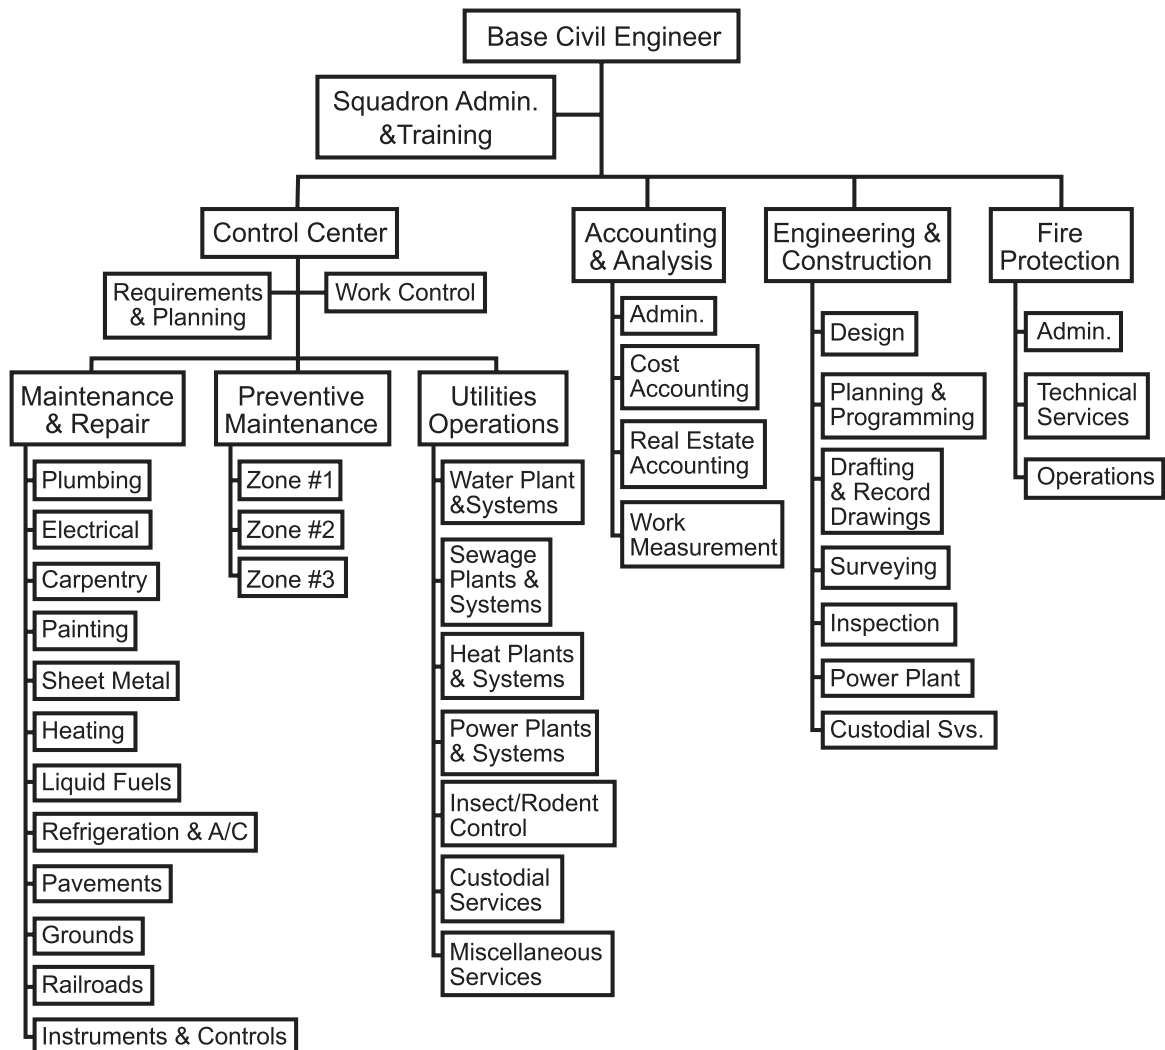 Base Civil Engineer
Squadron Admin.
&Training
Control Center
Requirements
& Planning
Work Control
Maintenance
& Repair
Plumbing
Electrical
Carpentry
Painting
Sheet Metal
Heating
Liquid Fuels
Refrigeration & A/C
Pavements
Grounds
Railroads
Instruments & Controls
Preventive
Maintenance
Zone #1
Zone #2
Zone #3
Utilities
Operations
Water Plant
&Systems
Sewage
Plants &
Systems
Heat Plants
& Systems
Power Plants
& Systems
Insect/Rodent
Control
Custodial
Services
Miscellaneous
Services
Accounting
& Analysis
Admin.
Cost
Accounting
Real Estate
Accounting
Work
Measurement
Engineering &
Construction
Design
Planning &
Programming
Drafting
& Record
Drawings
Surveying
Inspection
Power Plant
Custodial Svs.
Fire
Protection
Admin.
Technical
Services
Operations